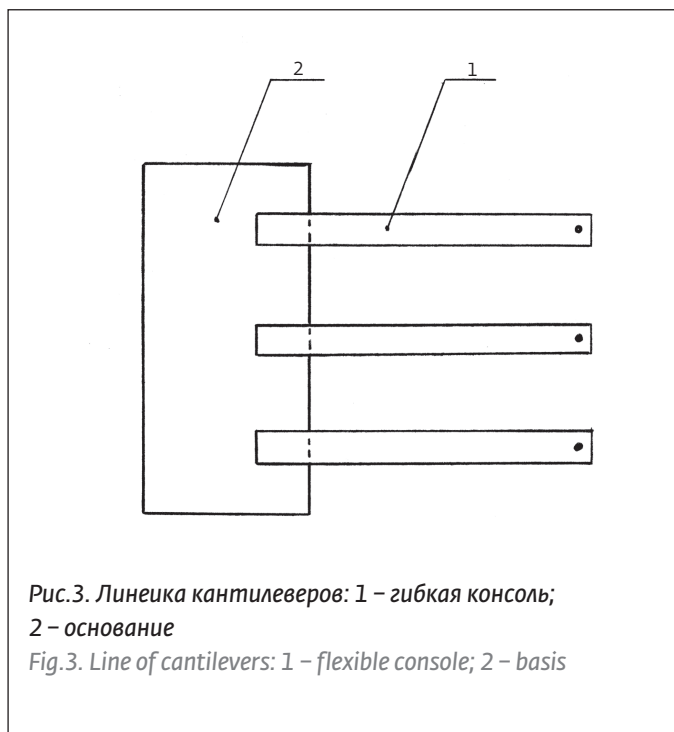 2 1
Рис.3. Линеика кантилеверов: 1 – гибкая консоль;
2 – основание
Fig.3. Line of cantilevers: 1 – flexible console; 2 – basis